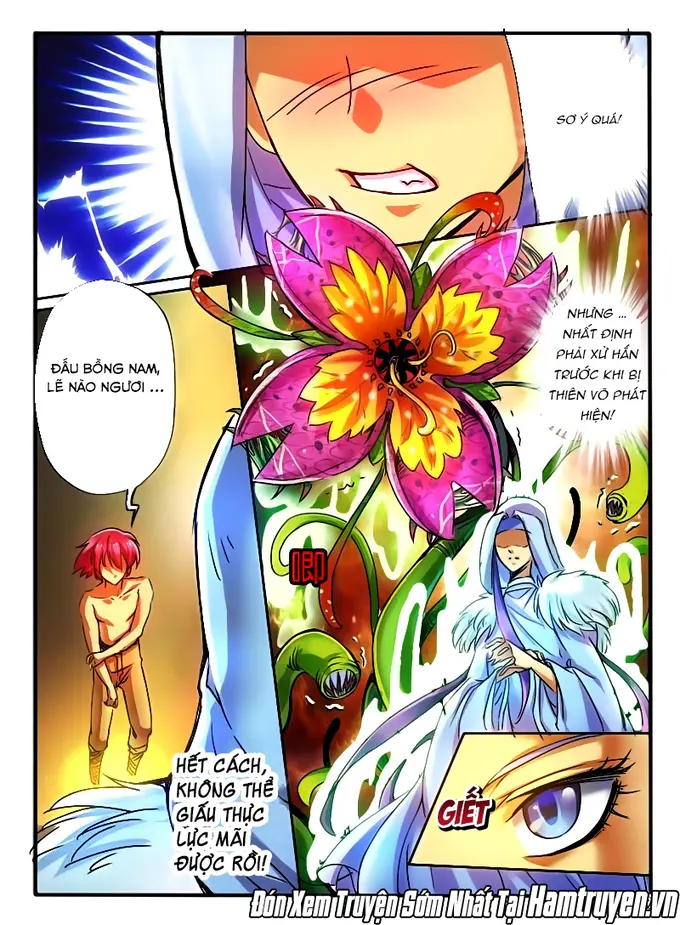 SƠ Ý QUÁ!
NHƯNG ...
NHẤT ĐỊNH
PHẢI XỬ HẮN
TRƯỚC KHI BỊ
THIÊN VÕ PHÁT
HIỆN!
ĐẤU BỒNG NAM,
LẼ NÀO NGƯƠI ...
唧
HẾT CÁCH,
KHÔNG THỂ
GIẤU THỰC
LỰC MÃI
ĐƯỢC RỒI!
GIẾT
Đón Xem Truyện Sớm Nhất Tại Hamtruyen.vn